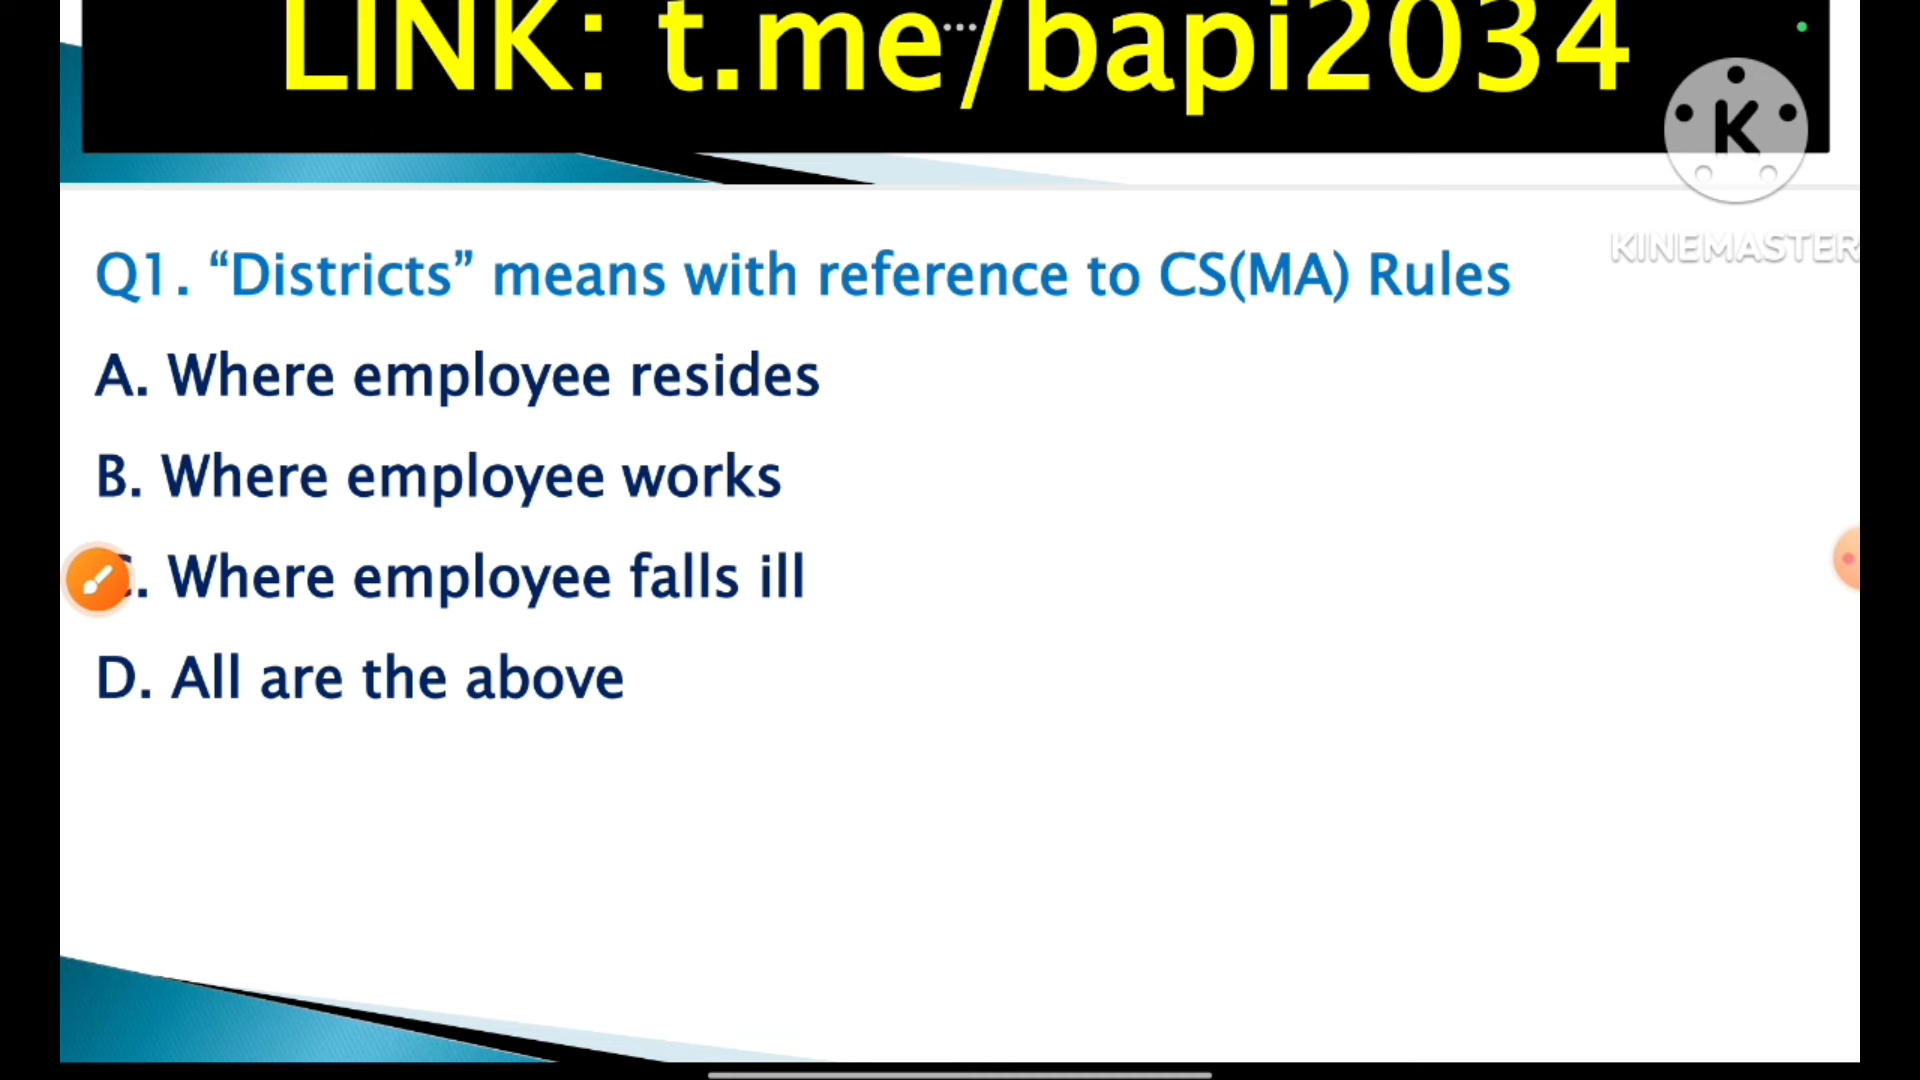 LINK: t.me/bapi2034
K
KINEMASTER
Q1. “Districts” means with reference to CS(MA) Rules
A. Where employee resides
B. Where employee works
C. Where employee falls ill
D. All are the above